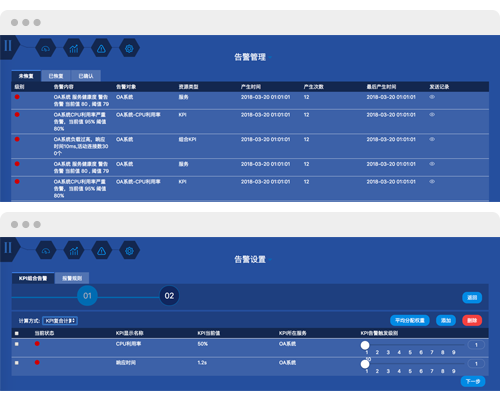 告警管理
未恢复 已恢复 已确认
级别 告警内容 告警对象 资源类型 产生时间 产生次数 最后产生时间 发送记录
OA系统 服务健康度 警告 OA系统 服务 2018-03-20 01:01:01 12 2018-03-20 01:01:01
告警 当前值 80 , 阈值 79
OA系统CPU利用率严重 OA系统-CPU利用率 KPI 2018-03-20 01:01:01 12 2018-03-20 01:01:01
告警，当前值 95% 阈值
80%
OA系统负载过高，响应 OA系统 组合KPI 2018-03-20 01:01:01 12 2018-03-20 01:01:01
时间10ms,活动连接数30
0个
OA系统 服务健康度 警告 OA系统 服务 2018-03-20 01:01:01 12 2018-03-20 01:01:01
告警 当前值 80 , 阈值 79
OA系统CPU利用率严重 OA系统-CPU利用率 KPI 2018-03-20 01:01:01 12 2018-03-20 01:01:01
告警，当前值 95% 阈值
80%
告警设置
KPI组合告警 报警规则
01 02
返回
计算方式: KPI复合计算 平均分配权重 添加 删除
当前状态 KPI显示名称 KPI当前值 KPI所在服务 KPI告警触发级别
CPU利用率 50% OA系统 1
1 2 3 4 5 6 7 8 9
10
响应时间 1.2s OA系统 1
1 2 3 4 5 6 7 8 9
下一步